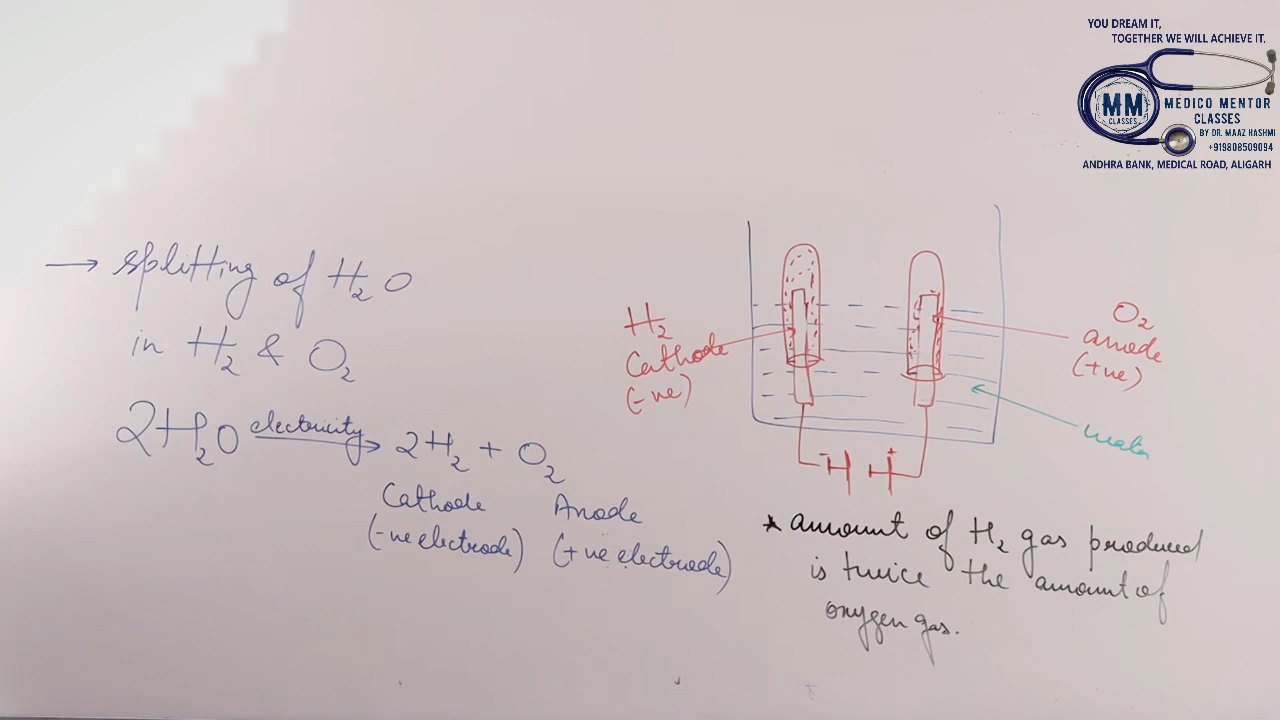 YOU DREAM IT,
TOGETHER WE WILL ACHIEVE IT.
MM
CLASSES
MEDICO MENTOR
CLASSES
BY DR. MAAZ HASHMI
+919808509094
ANDHRA BANK, MEDICAL ROAD, ALIGARH
→ splitting of H₂O
in H₂ & O₂
2H₂O electricity → 2H₂ + O₂
Cathode Anode
(-ve electrode) (+ve electrode)
H₂
Cathode
(-ve)
O₂
anode
(+ve)
- +
* amount of H₂ gas produced
is twice the amount of
oxygen gas.